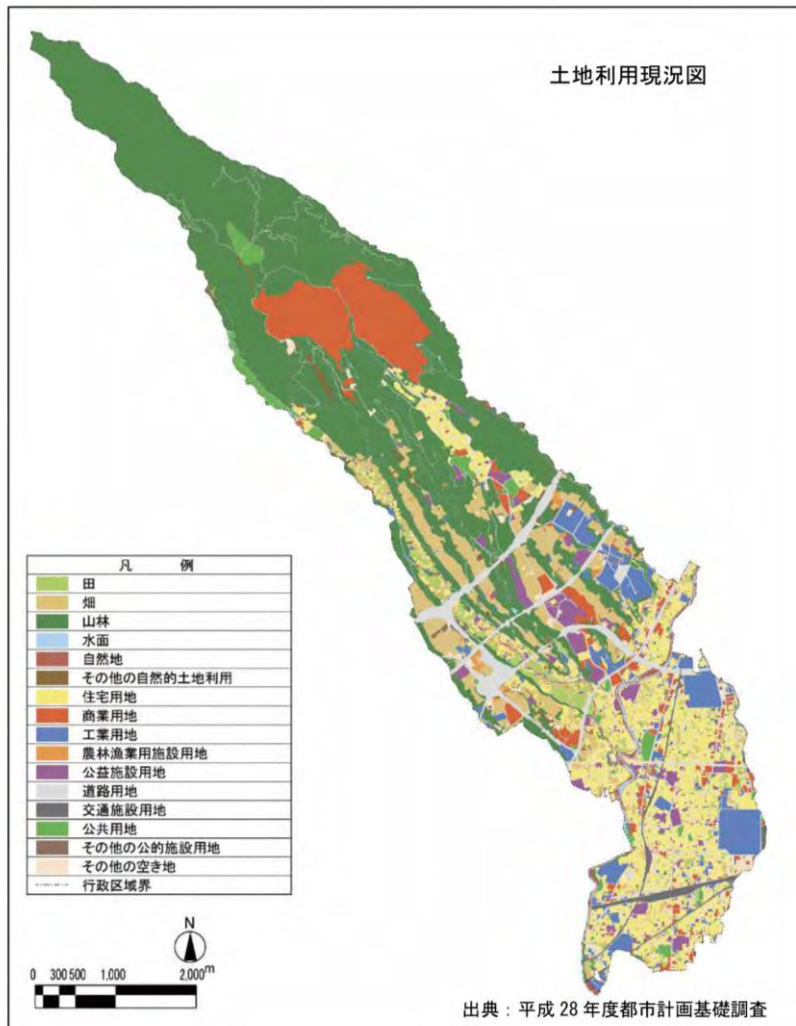 土地利用現況図
凡 例
田
畑
山林
水面
自然地
その他の自然的土地利用
住宅用地
商業用地
工業用地
農林漁業用施設用地
公益施設用地
道路用地
交通施設用地
公共用地
その他の公的施設用地
その他の空き地
行政区域界
N
0 300 500 1,000 2,000m
出典:平成 28 年度都市計画基礎調査